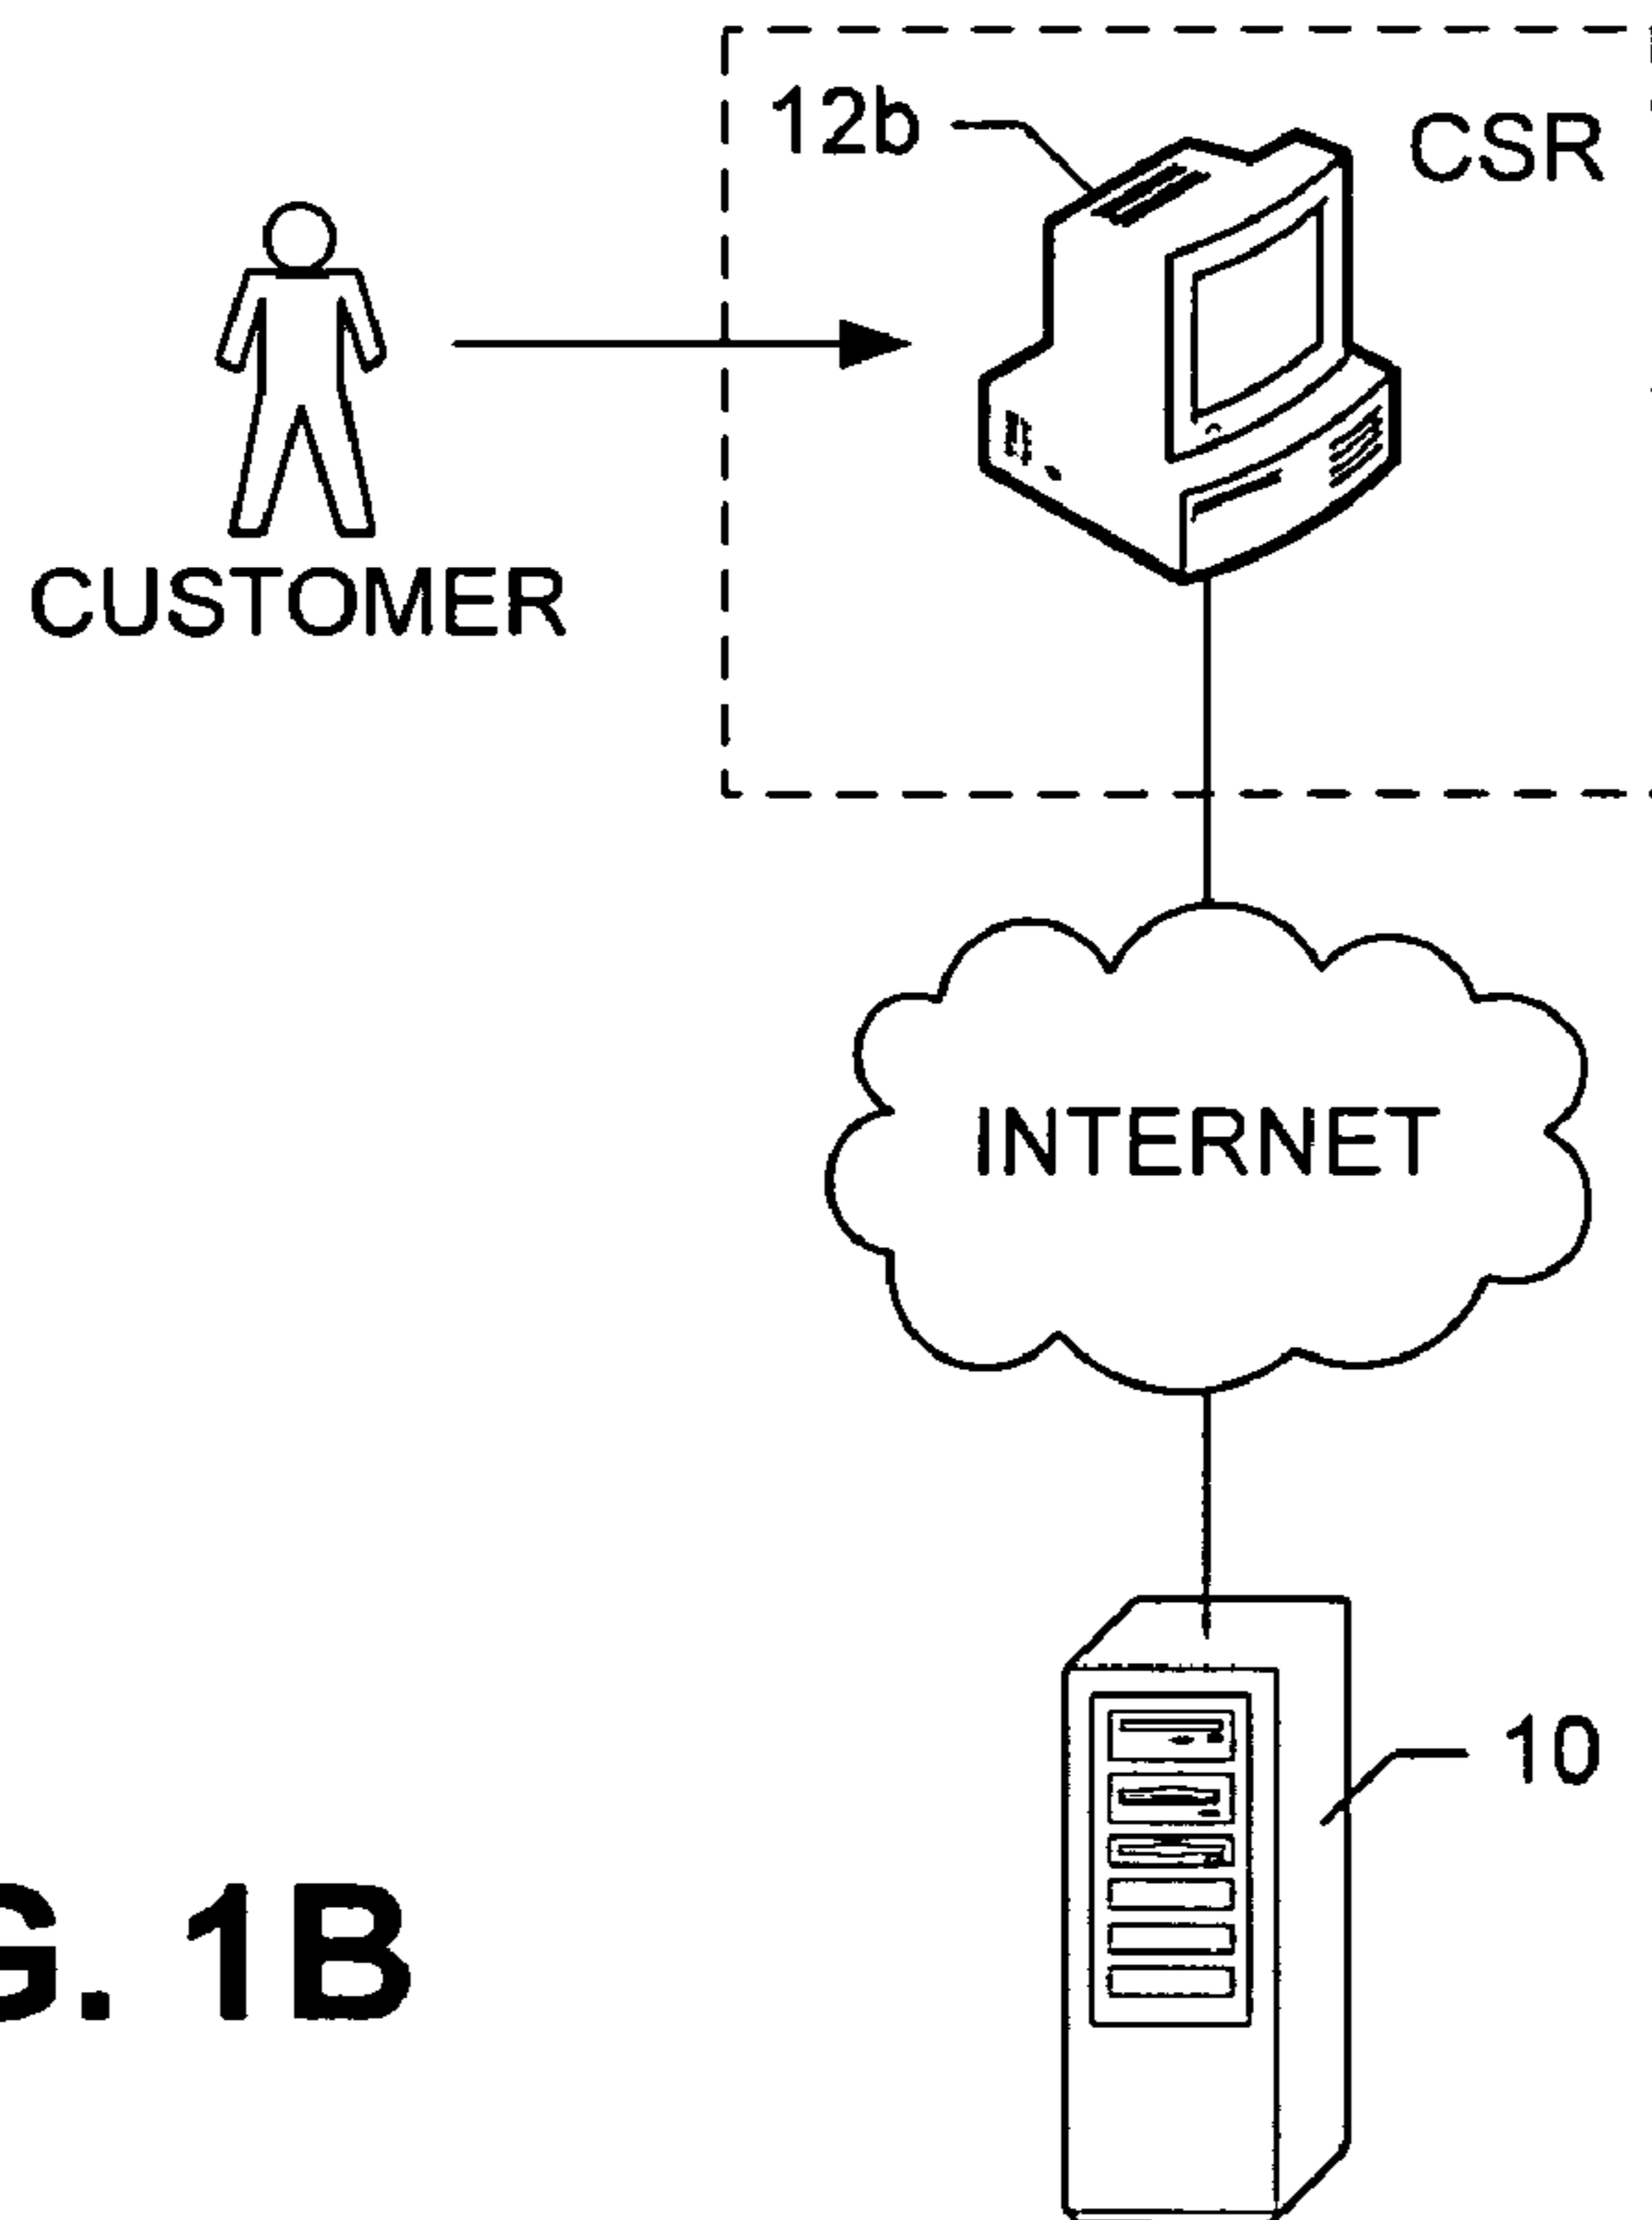 12b
CSR
CUSTOMER
INTERNET
10
G. 1B